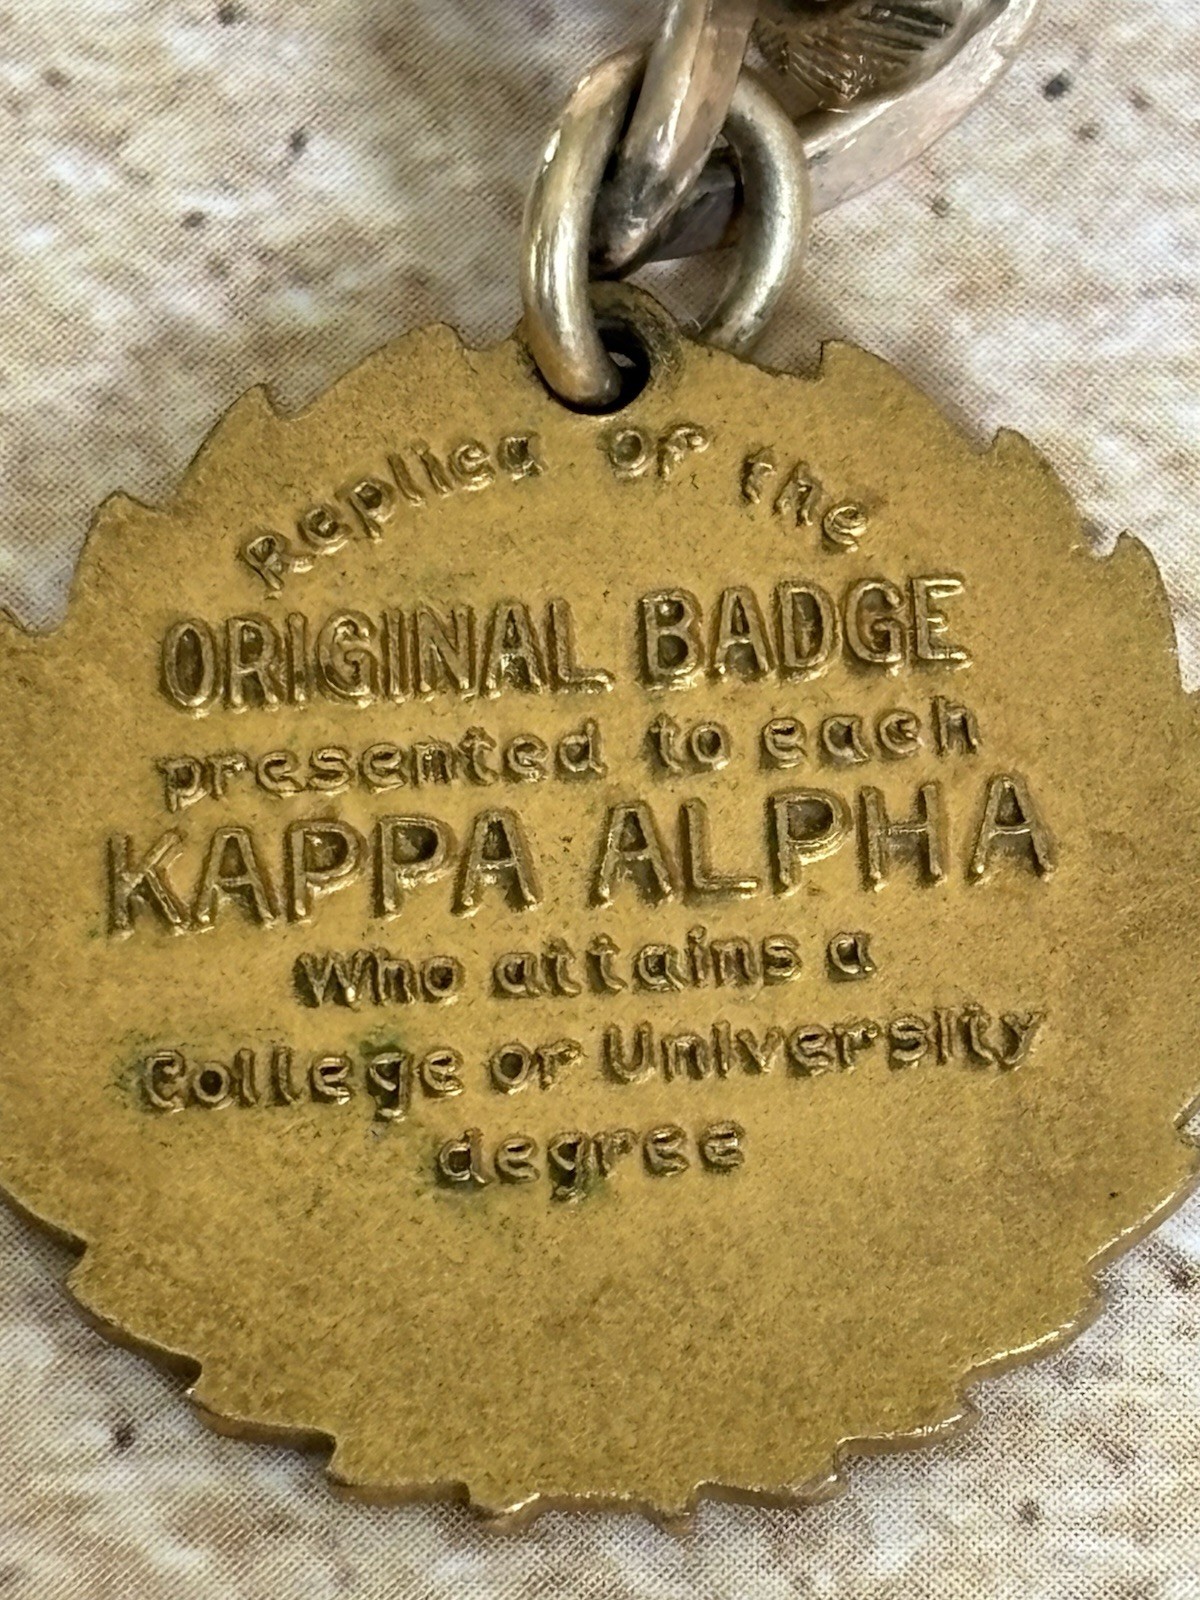 Replica of the
ORIGINAL BADGE
presented to each
KAPPA ALPHA
Who attains a
College or University
degree